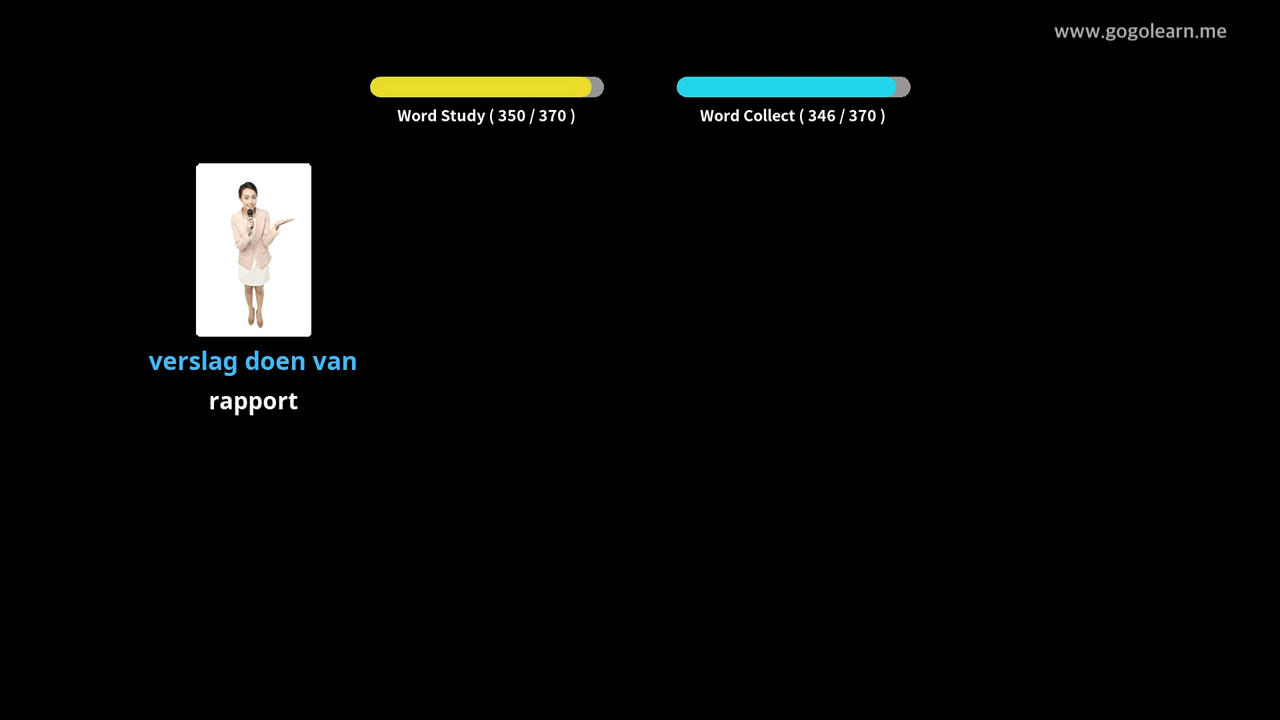 www.gogolearn.me
Word Study ( 350 / 370 )
Word Collect ( 346 / 370 )
verslag doen van
rapport